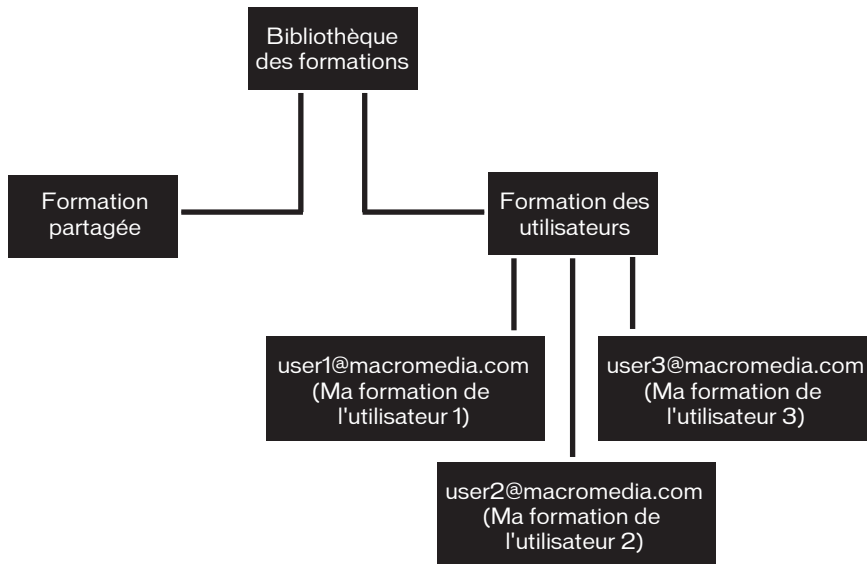 Bibliothèque
des formations
Formation
partagée
Formation des
utilisateurs
user1@macromedia.com
(Ma formation de
l'utilisateur 1)
user3@macromedia.com
(Ma formation de
l'utilisateur 3)
user2@macromedia.com
(Ma formation de
l'utilisateur 2)